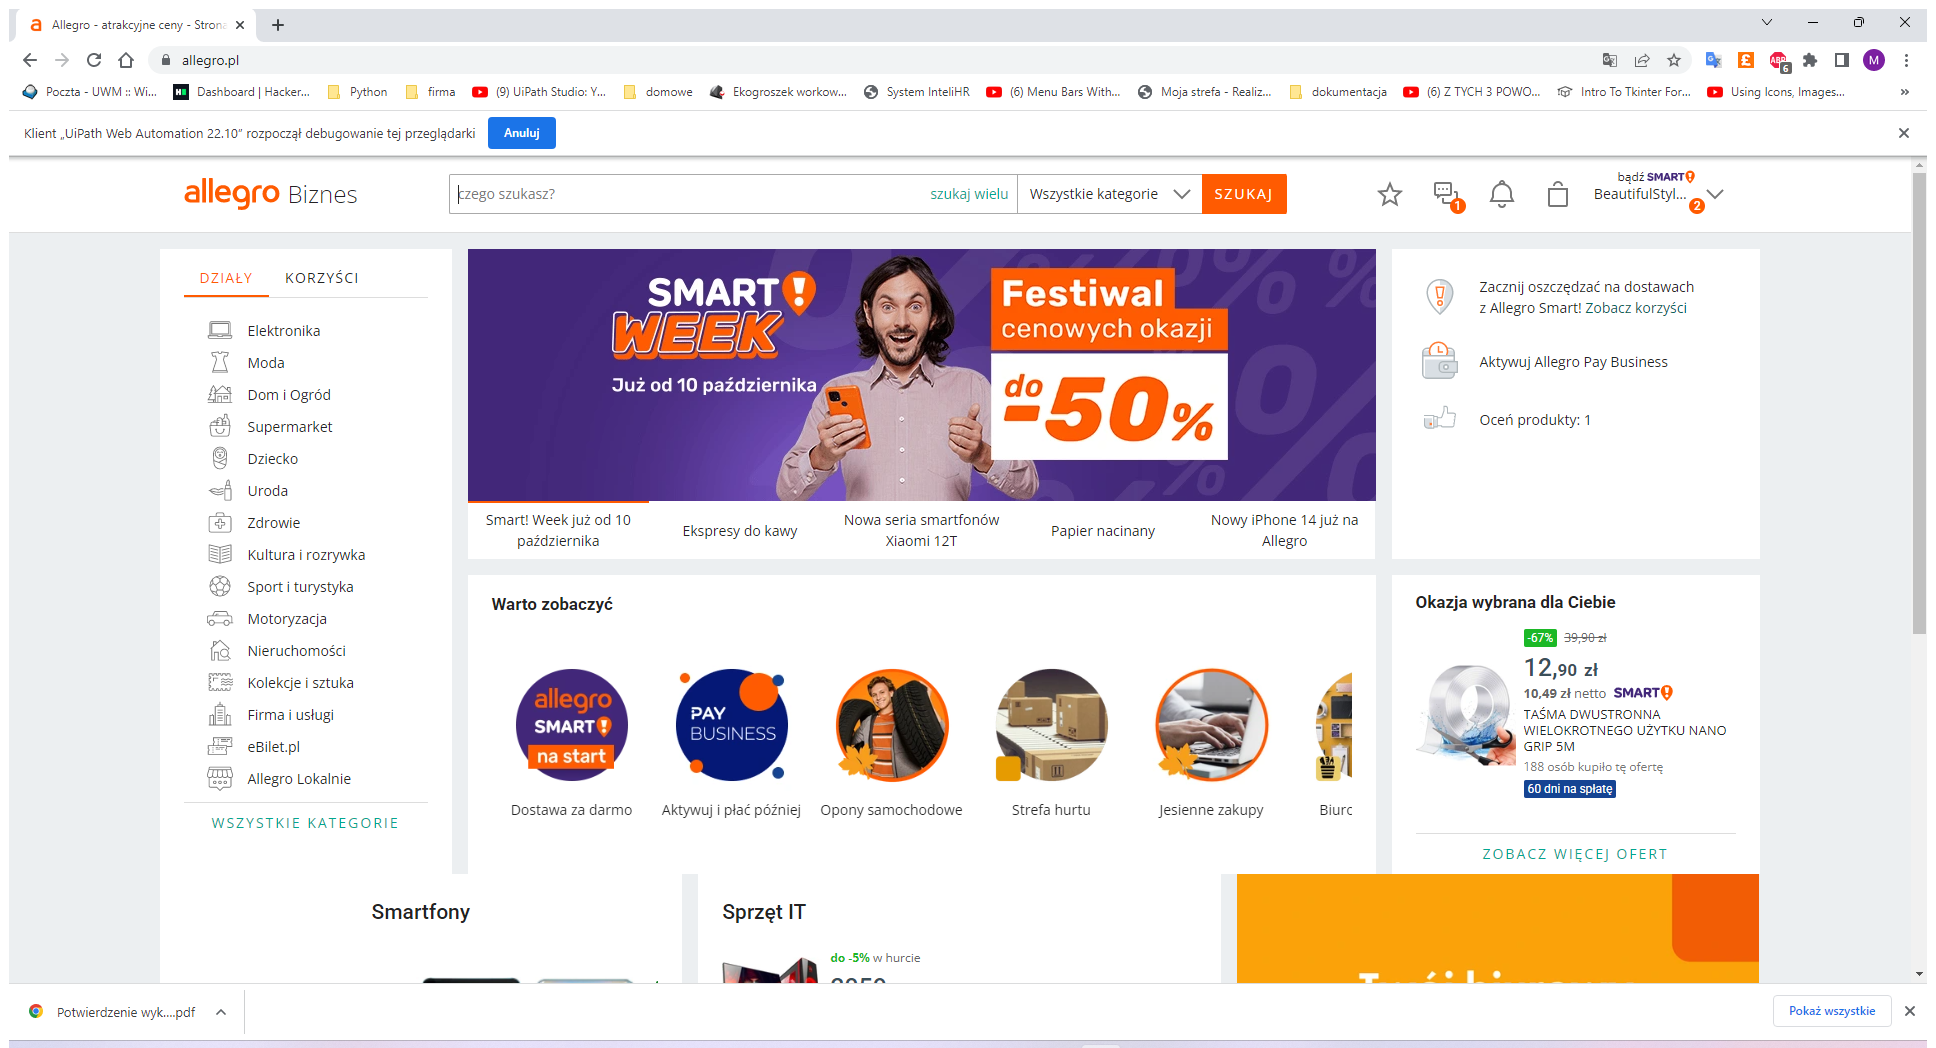 Allegro - atrakcyjne ceny - Strona
allegro.pl
M
6
Poczta - UWM :: Wi...
Dashboard | Hacker...
Python
firma
(9) UiPath Studio: Y...
domowe
Ekogroszek workow...
System InteliHR
(6) Menu Bars With...
Moja strefa - Realiz...
dokumentacja
(6) Z TYCH 3 POWO...
Intro To Tkinter For...
Using Icons, Images...
Klient „UiPath Web Automation 22.10” rozpoczął debugowanie tej przeglądarki
Anuluj
allegro Biznes
czego szukasz?
szukaj wielu
Wszystkie kategorie
SZUKAJ
1
bądź SMART!
BeautifulStyl...
2
DZIAŁY
KORZYŚCI
Elektronika
Moda
Dom i Ogród
Supermarket
Dziecko
Uroda
Zdrowie
Kultura i rozrywka
Sport i turystyka
Motoryzacja
Nieruchomości
Kolekcje i sztuka
Firma i usługi
eBilet.pl
Allegro Lokalnie
WSZYSTKIE KATEGORIE
SMART!
WEEK
Już od 10 października
Festiwal
cenowych okazji
do
-50%
Smart! Week już od 10
października
Ekspresy do kawy
Nowa seria smartfonów
Xiaomi 12T
Papier nacinany
Nowy iPhone 14 już na
Allegro
Zacznij oszczędzać na dostawach
z Allegro Smart! Zobacz korzyści
Aktywuj Allegro Pay Business
Oceń produkty: 1
Warto zobaczyć
allegro
SMART!
na start
PAY
BUSINESS
Dostawa za darmo
Aktywuj i płać później
Opony samochodowe
Strefa hurtu
Jesienne zakupy
Biurc
Okazja wybrana dla Ciebie
-67% 39,90 zł
12,90 zł
10,49 zł netto SMART!
TAŚMA DWUSTRONNA
WIELOKROTNEGO UŻYTKU NANO
GRIP 5M
188 osób kupiło tę ofertę
60 dni na spłatę
ZOBACZ WIĘCEJ OFERT
Smartfony
Sprzęt IT
do -5% w hurcie
Potwierdzenie wyk....pdf
Pokaż wszystkie